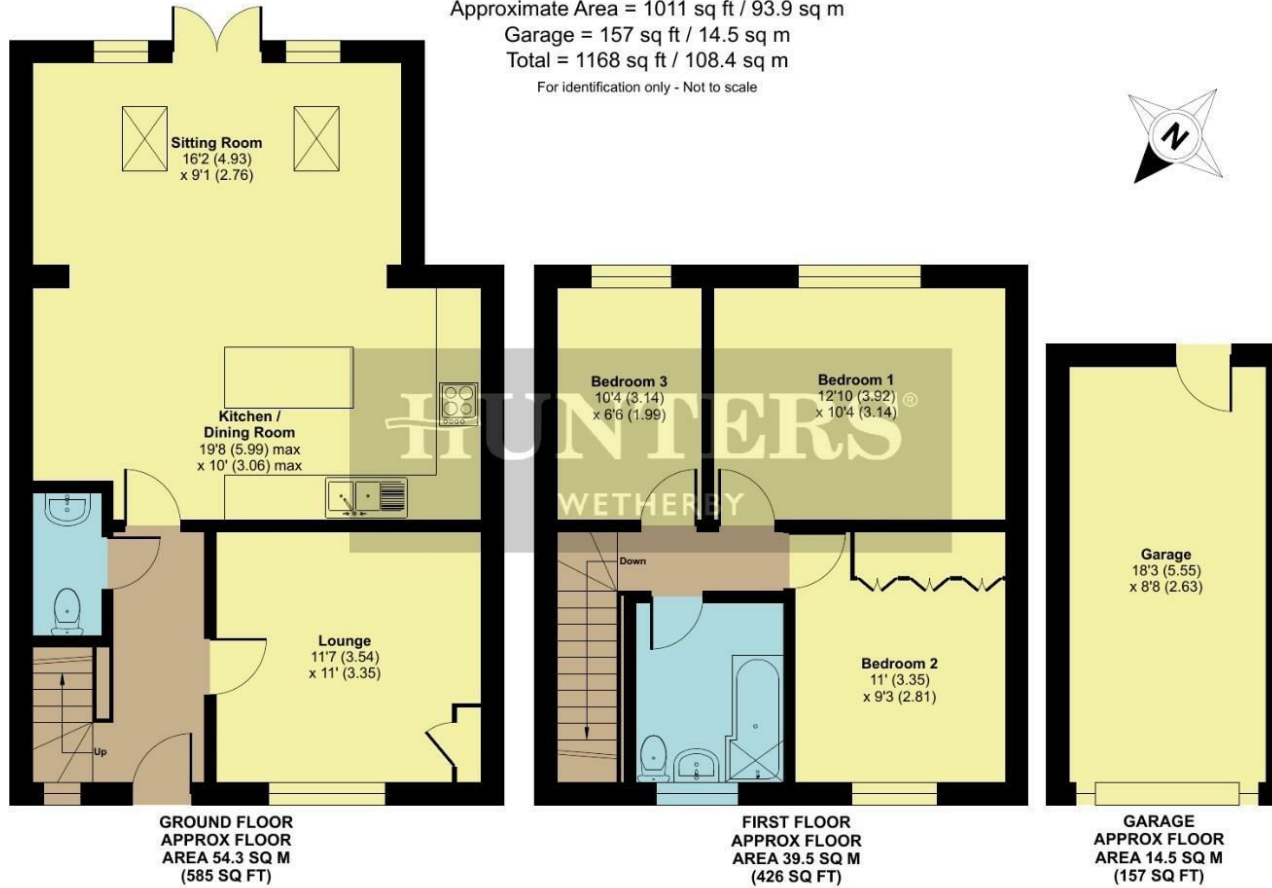 Approximate Area = 1011 sq ft / 93.9 sq m
Garage = 157 sq ft / 14.5 sq m
Total = 1168 sq ft / 108.4 sq m
For identification only - Not to scale
N
Sitting Room
16'2 (4.93)
x 9'1 (2.76)
Kitchen /
Dining Room
19'8 (5.99) max
x 10' (3.06) max
Lounge
11'7 (3.54)
x 11' (3.35)
Up
Bedroom 3
10'4 (3.14)
x 6'6 (1.99)
Bedroom 1
12'10 (3.92)
x 10'4 (3.14)
HUNTERS®
WETHERBY
Down
Bedroom 2
11' (3.35)
x 9'3 (2.81)
Garage
18'3 (5.55)
x 8'8 (2.63)
GROUND FLOOR
APPROX FLOOR
AREA 54.3 SQ M
(585 SQ FT)
FIRST FLOOR
APPROX FLOOR
AREA 39.5 SQ M
(426 SQ FT)
GARAGE
APPROX FLOOR
AREA 14.5 SQ M
(157 SQ FT)